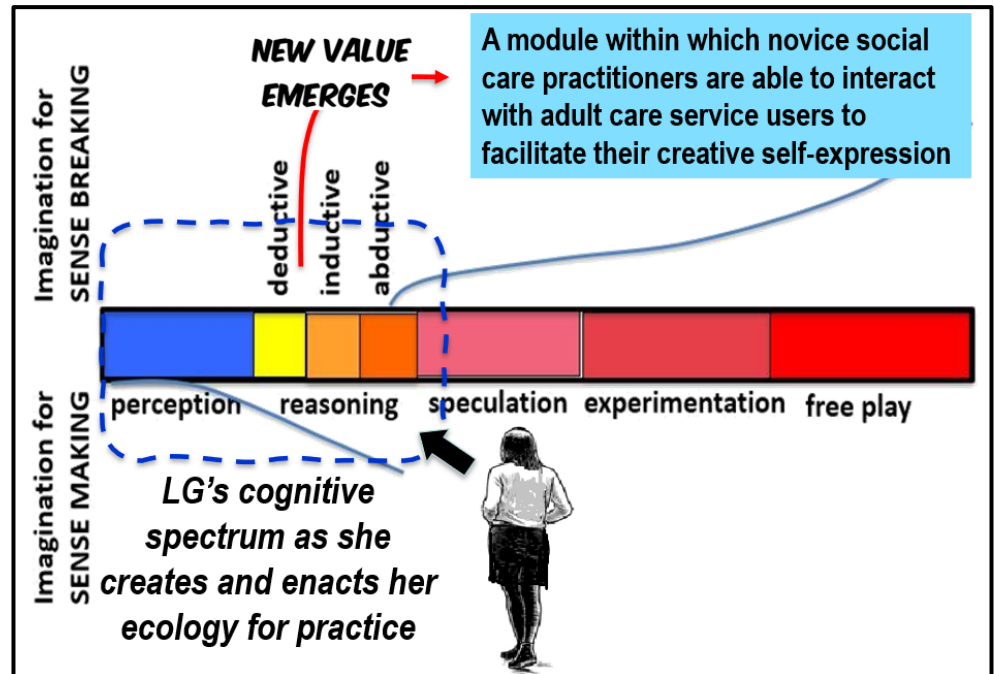 NEW VALUE
EMERGES
A module within which novice social
care practitioners are able to interact
with adult care service users to
facilitate their creative self-expression
Imagination for
SENSE BREAKING
deductive
inductive
abductive
perception
reasoning
speculation
experimentation
free play
Imagination for
SENSE MAKING
LG’s cognitive
spectrum as she
creates and enacts her
ecology for practice